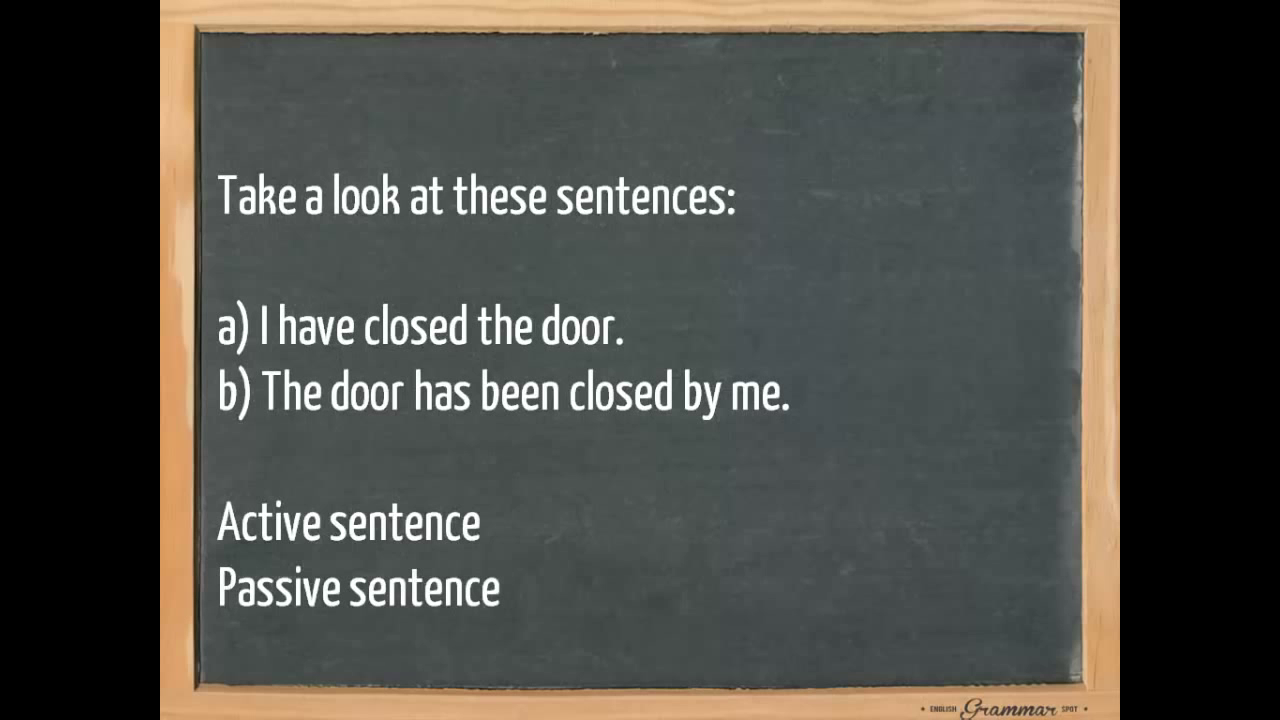 Take a look at these sentences:
a) I have closed the door.
b) The door has been closed by me.
Active sentence
Passive sentence
ENGLISH Grammar SPOT